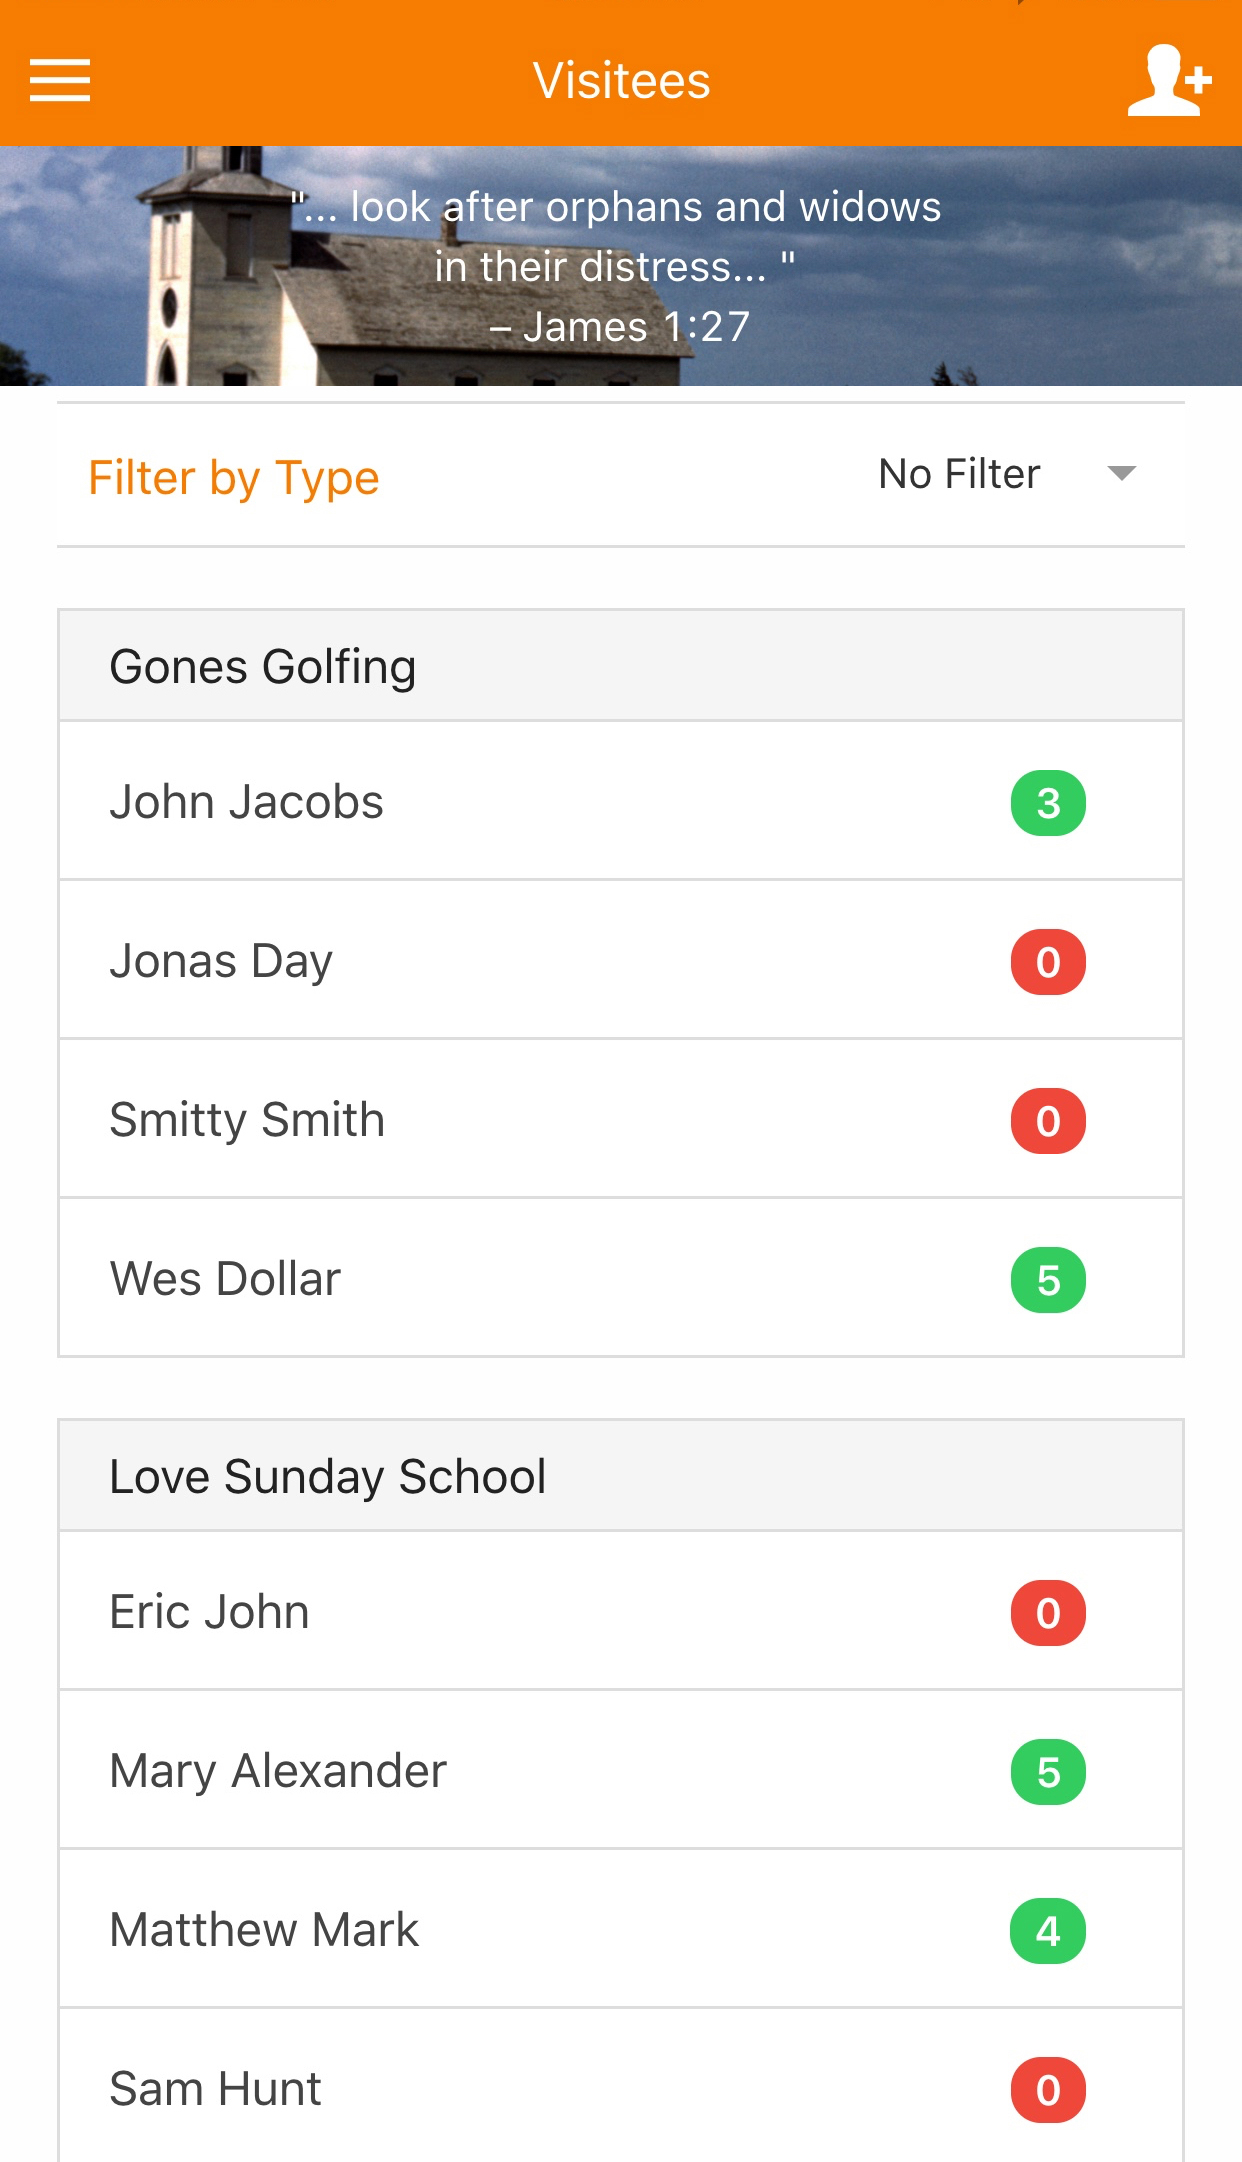 Visitees
"... look after orphans and widows
in their distress... "
– James 1:27
Filter by Type No Filter
Gones Golfing
John Jacobs 3
Jonas Day 0
Smitty Smith 0
Wes Dollar 5
Love Sunday School
Eric John 0
Mary Alexander 5
Matthew Mark 4
Sam Hunt 0